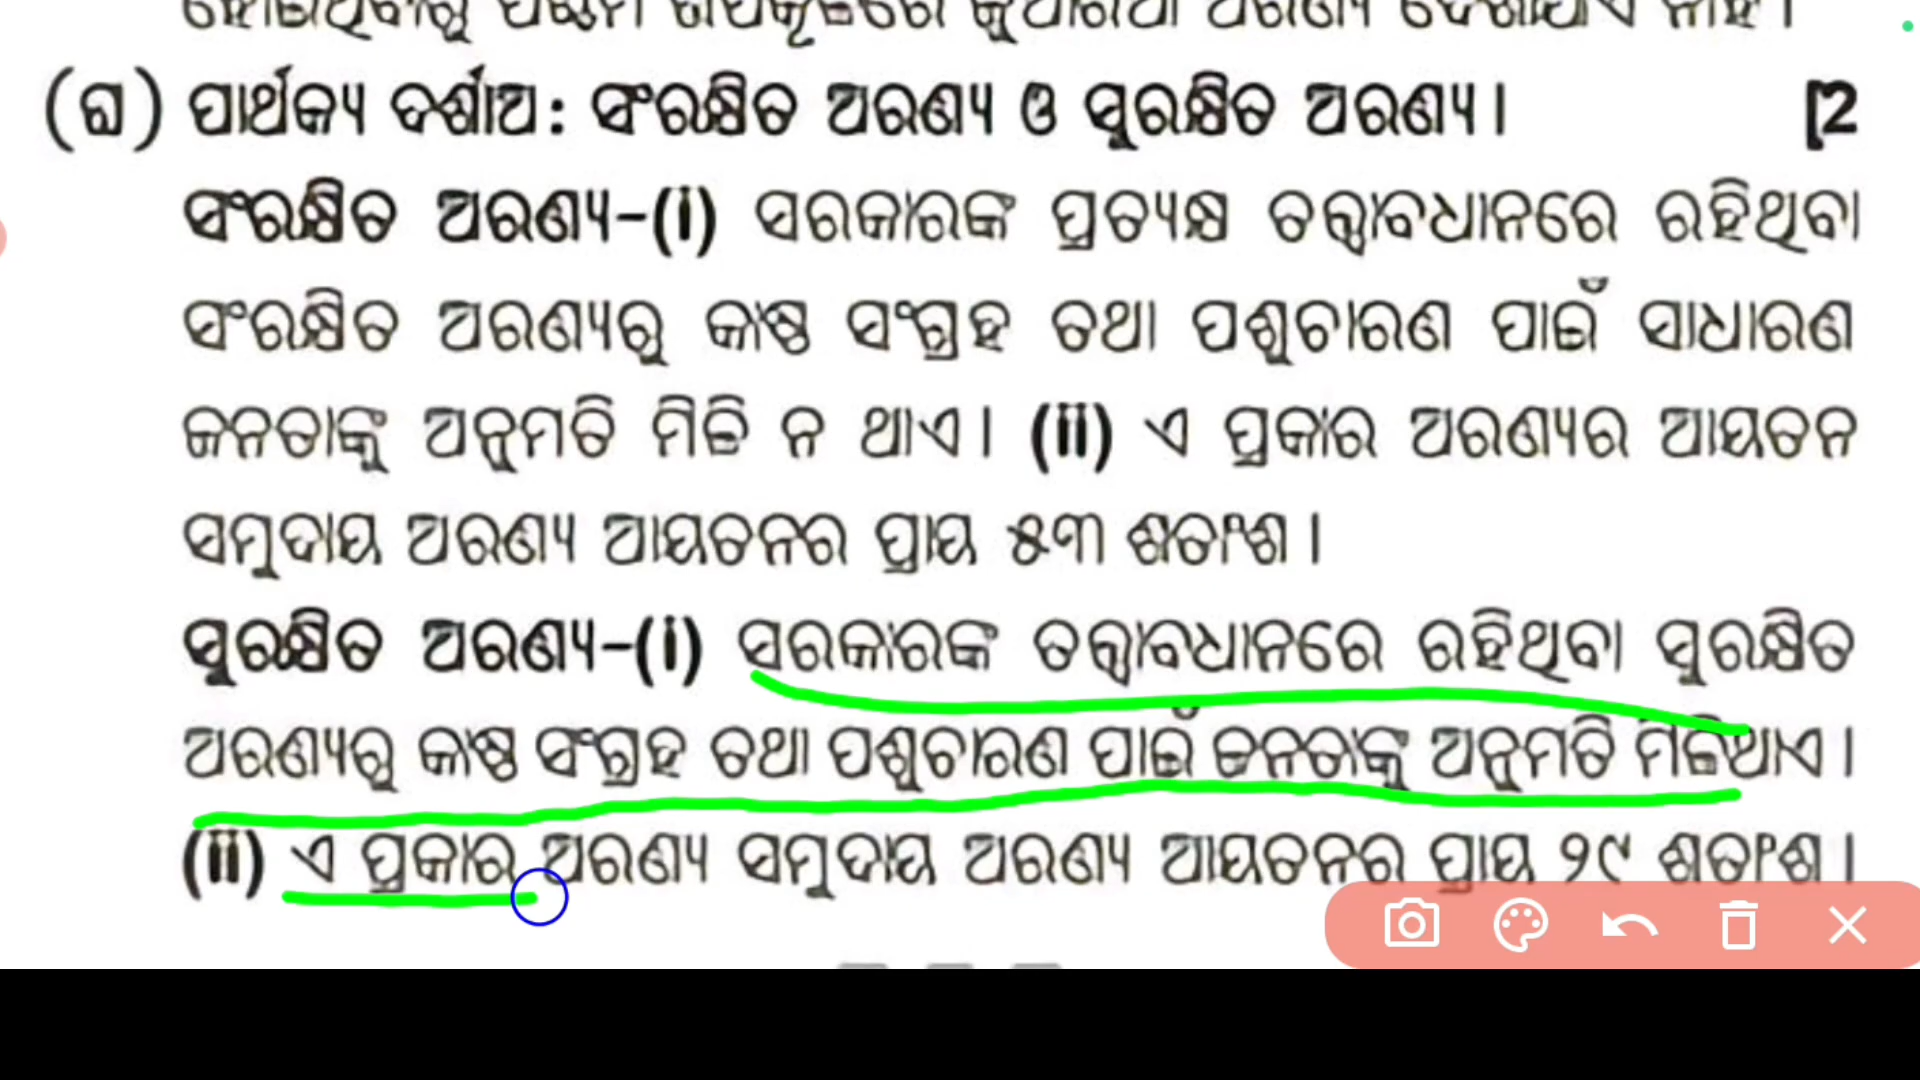 (ଗ) ପାର୍ଥକ୍ୟ ଦର୍ଶାଅ: ସଂରକ୍ଷିତ ଅରଣ୍ୟ ଓ ସୁରକ୍ଷିତ ଅରଣ୍ୟ। [2
ସଂରକ୍ଷିତ ଅରଣ୍ୟ-(i) ସରକାରଙ୍କ ପ୍ରତ୍ୟକ୍ଷ ତତ୍ତ୍ୱାବଧାନରେ ରହିଥିବା
ସଂରକ୍ଷିତ ଅରଣ୍ୟରୁ କାଷ୍ଠ ସଂଗ୍ରହ ତଥା ପଶୁଚାରଣ ପାଇଁ ସାଧାରଣ
ଜନତାଙ୍କୁ ଅନୁମତି ମିଳି ନ ଥାଏ। (ii) ଏ ପ୍ରକାର ଅରଣ୍ୟର ଆୟତନ
ସମୁଦାୟ ଅରଣ୍ୟ ଆୟତନର ପ୍ରାୟ ୫୩ ଶତାଂଶ।
ସୁରକ୍ଷିତ ଅରଣ୍ୟ-(i) ସରକାରଙ୍କ ତତ୍ତ୍ୱାବଧାନରେ ରହିଥିବା ସୁରକ୍ଷିତ
ଅରଣ୍ୟରୁ କାଷ୍ଠ ସଂଗ୍ରହ ତଥା ପଶୁଚାରଣ ପାଇଁ ଜନତାଙ୍କୁ ଅନୁମତି ମିଳିଥାଏ।
(ii) ଏ ପ୍ରକାର ଅରଣ୍ୟ ସମୁଦାୟ ଅରଣ୍ୟ ଆୟତନର ପ୍ରାୟ ୨୯ ଶତାଂଶ।